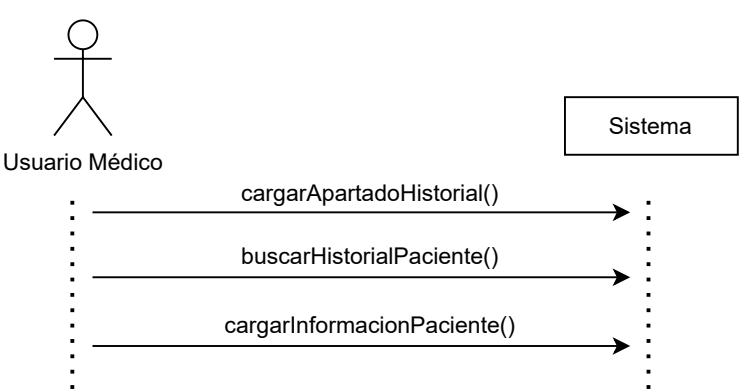 Usuario Médico
Sistema
cargarApartadoHistorial()
buscarHistorialPaciente()
cargarInformacionPaciente()